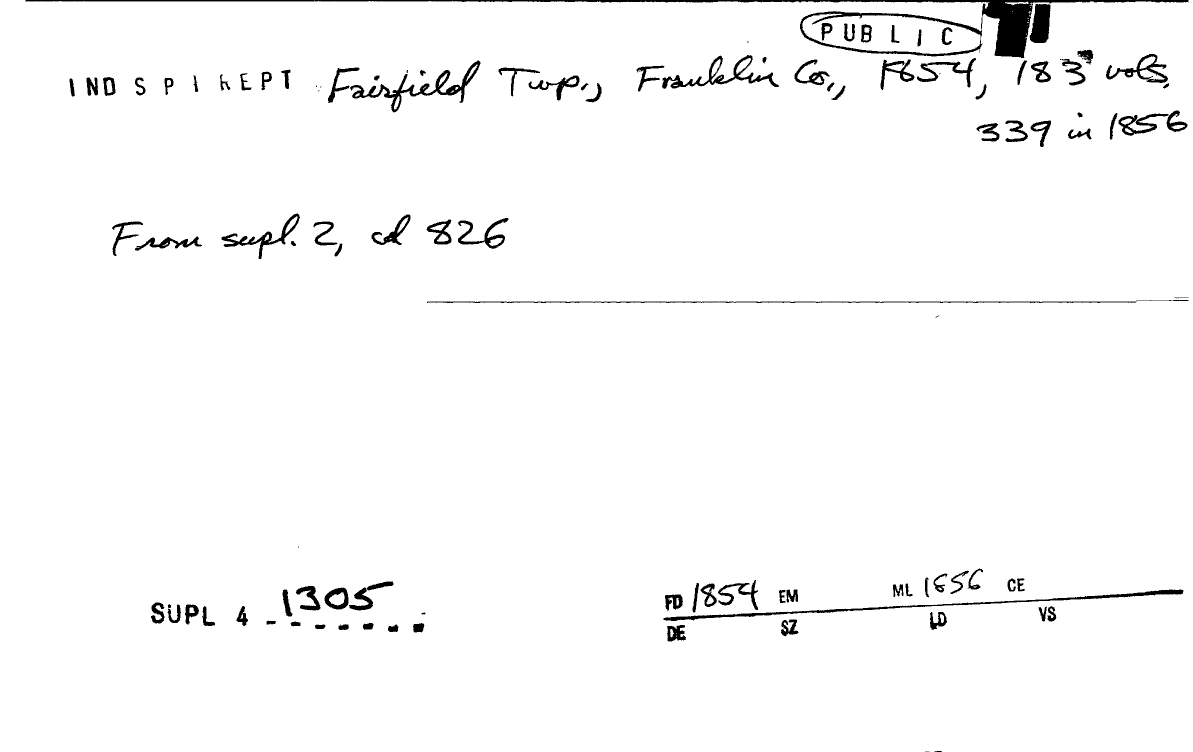 PUBLIC
IND SPI REPT Fairfield Twp., Franklin Co., 1854, 183 vols,
339 in 1856
From supl. 2, cd 826
SUPL 4 1305
FD 1854 EM ML 1856 CE
DE SZ LD VS